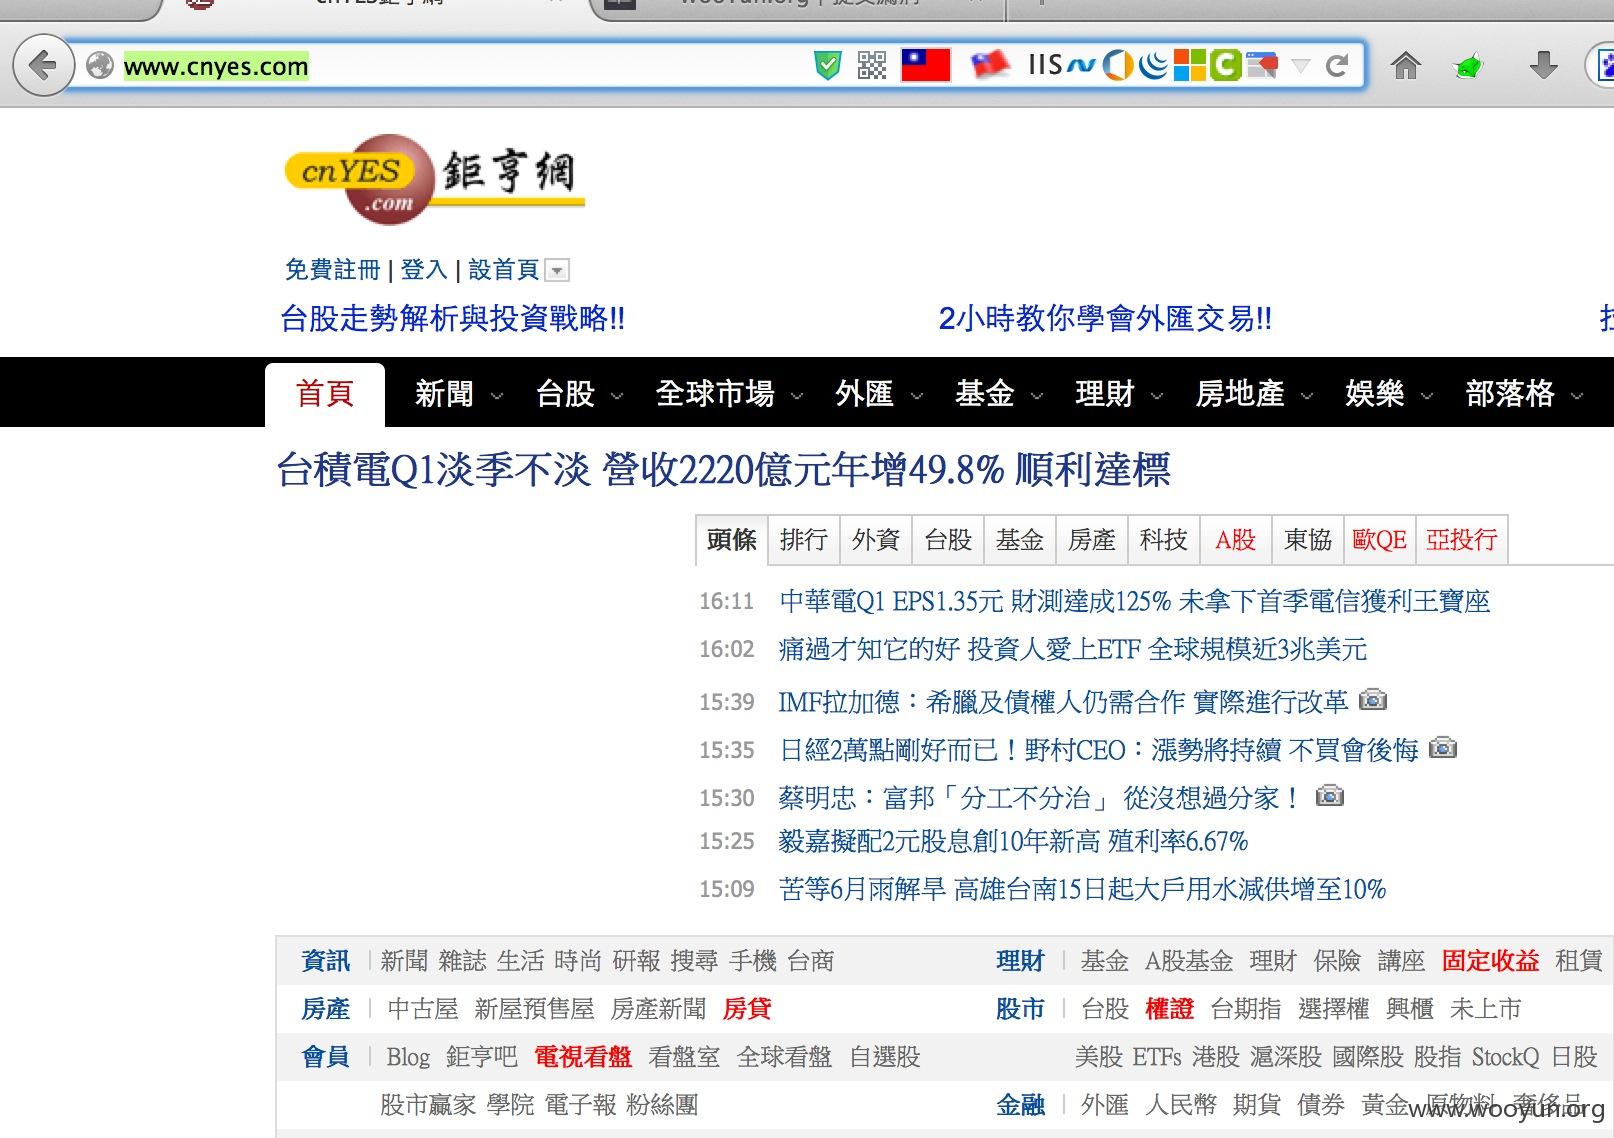 www.cnyes.com IIS
cnYES .com 鉅亨網
免費註冊 | 登入 | 設首頁
台股走勢解析與投資戰略!! 2小時教你學會外匯交易!!
首頁 新聞 台股 全球市場 外匯 基金 理財 房地產 娛樂 部落格
台積電Q1淡季不淡 營收2220億元年增49.8% 順利達標
頭條 排行 外資 台股 基金 房產 科技 A股 東協 歐QE 亞投行
16:11 中華電Q1 EPS1.35元 財測達成125% 未拿下首季電信獲利王寶座
16:02 痛過才知它的好 投資人愛上ETF 全球規模近3兆美元
15:39 IMF拉加德：希臘及債權人仍需合作 實際進行改革
15:35 日經2萬點剛好而已！野村CEO：漲勢將持續 不買會後悔
15:30 蔡明忠：富邦「分工不分治」 從沒想過分家！
15:25 毅嘉擬配2元股息創10年新高 殖利率6.67%
15:09 苦等6月雨解旱 高雄台南15日起大戶用水減供增至10%
資訊 | 新聞 雜誌 生活 時尚 研報 搜尋 手機 台商 理財 | 基金 A股基金 理財 保險 講座 固定收益 租賃
房產 | 中古屋 新屋預售屋 房產新聞 房貸 股市 | 台股 權證 台期指 選擇權 興櫃 未上市
會員 | Blog 鉅亨吧 電視看盤 看盤室 全球看盤 自選股 美股 ETFs 港股 滬深股 國際股 股指 StockQ 日股
股市贏家 學院 電子報 粉絲團 金融 | 外匯 人民幣 期貨 債券 黃金 原物料 奢侈品
www.wooyun.org